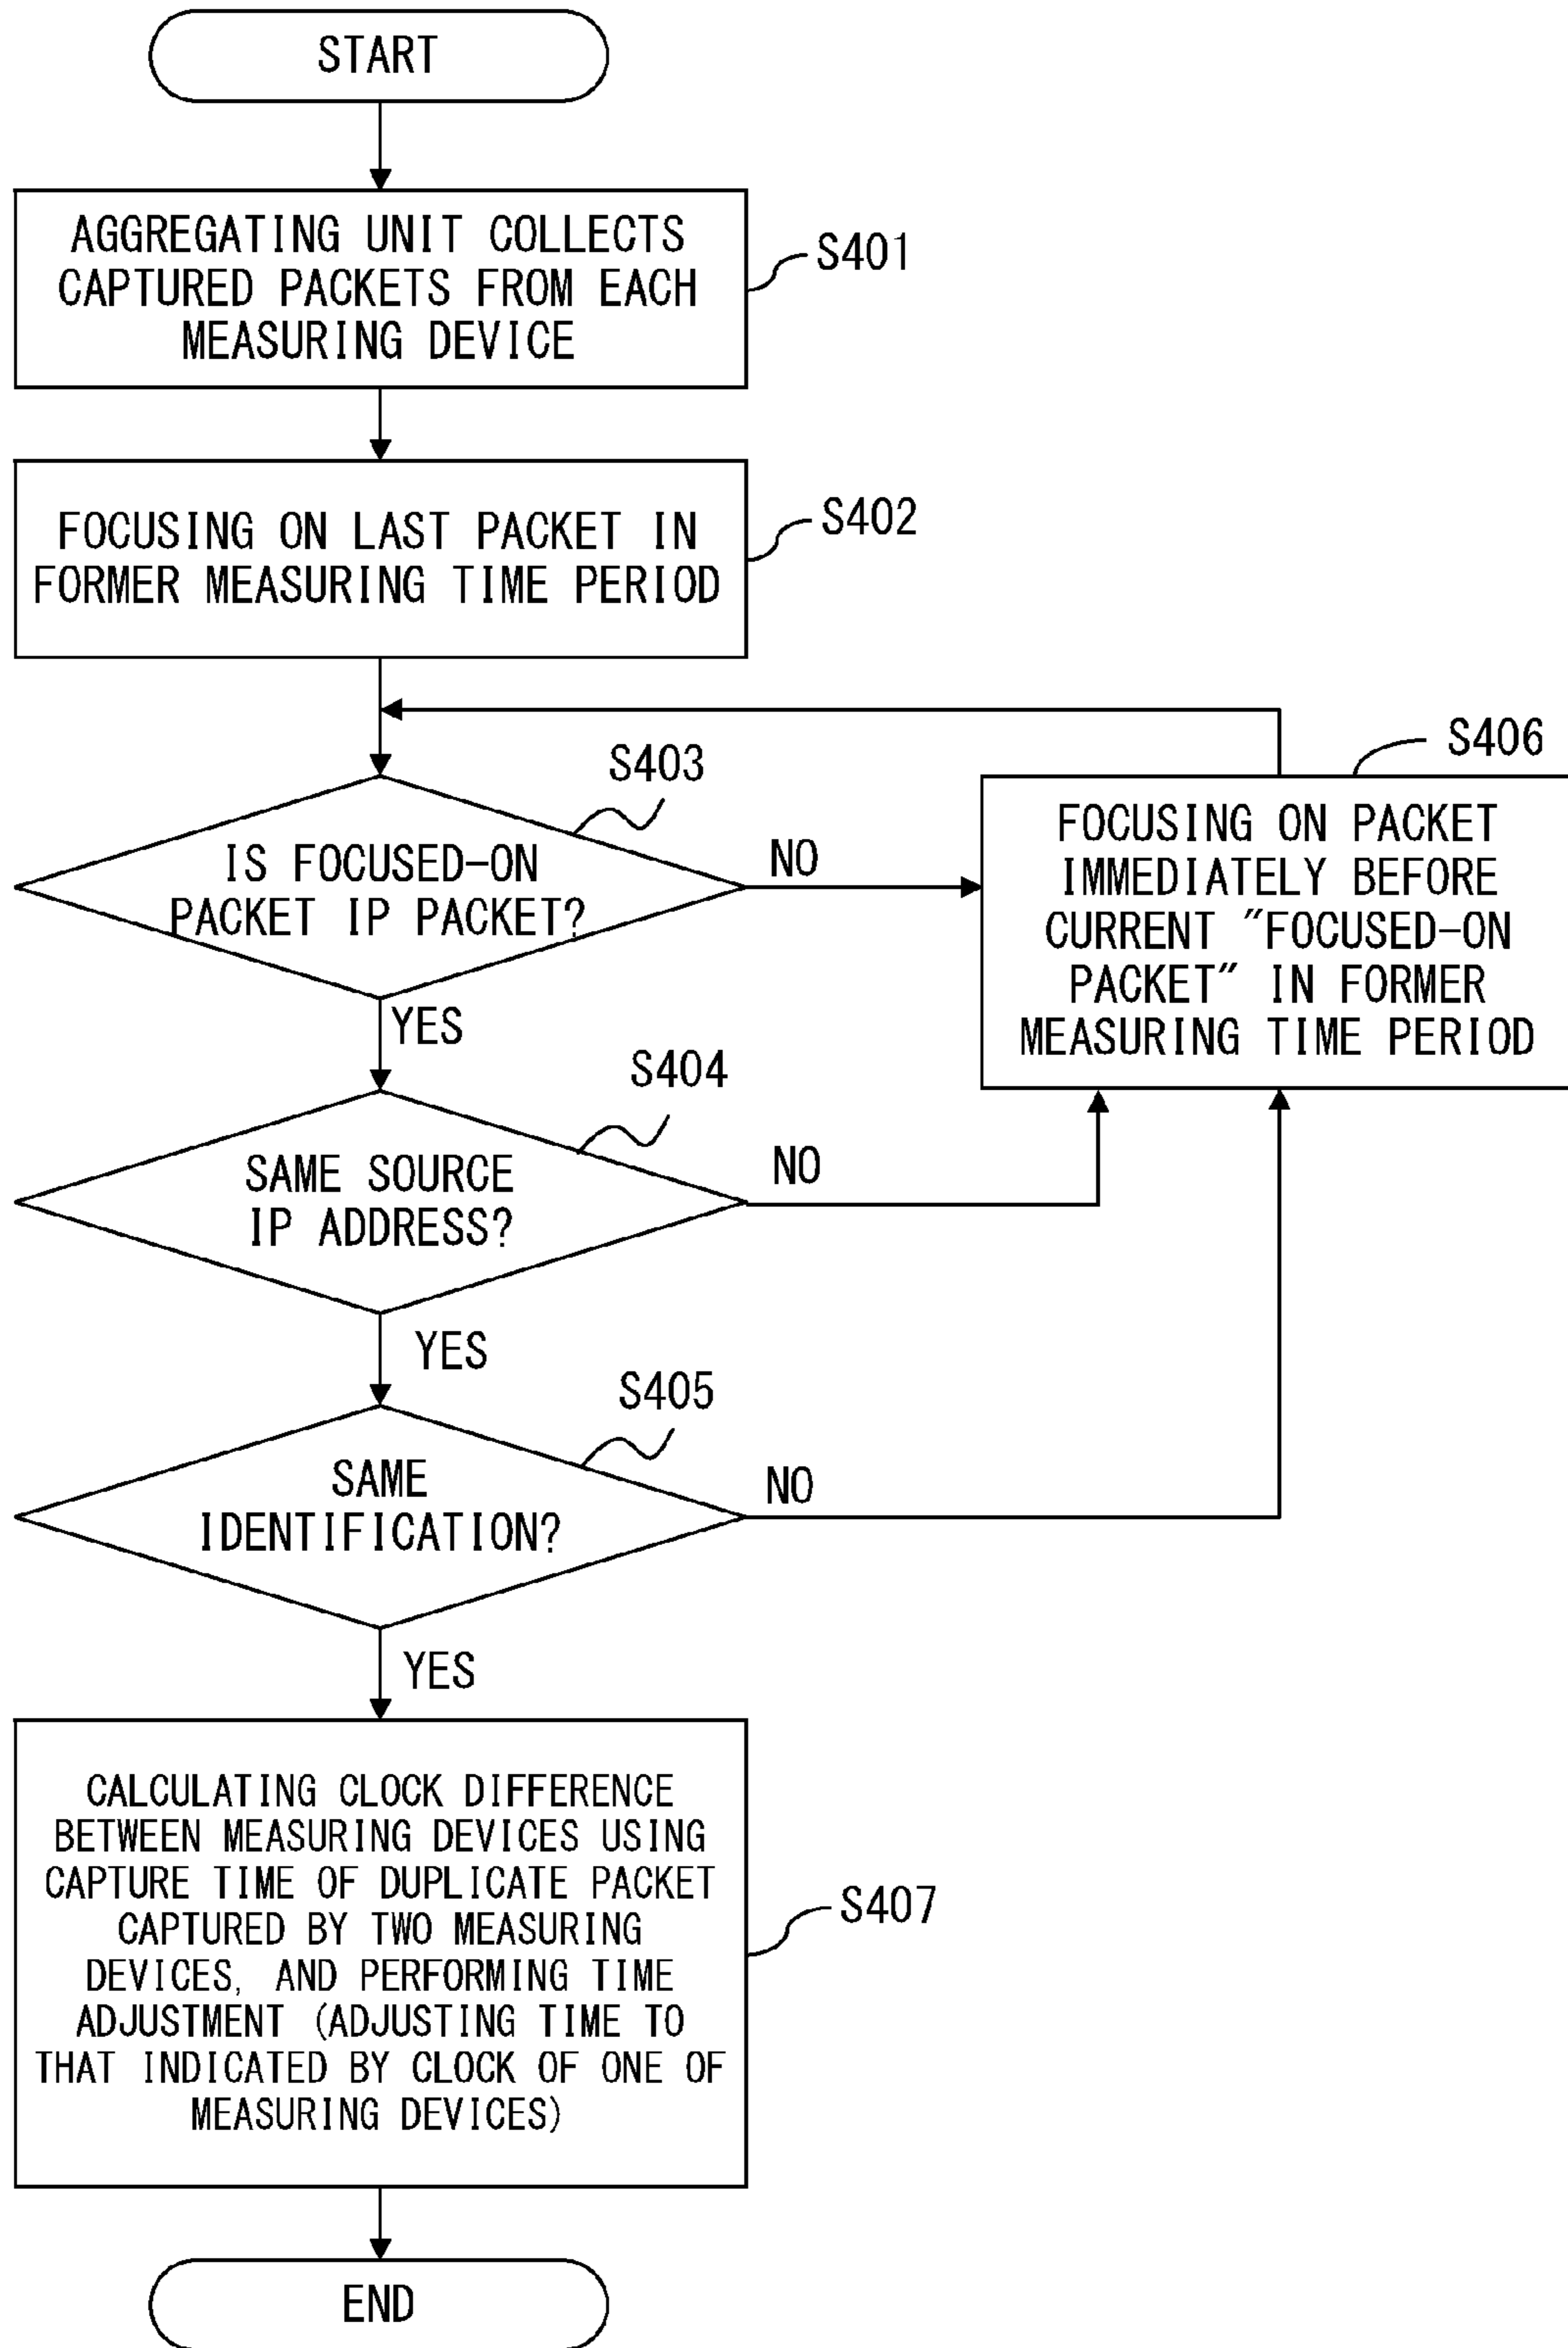 START
AGGREGATING UNIT COLLECTS
CAPTURED PACKETS FROM EACH
MEASURING DEVICE
S401
FOCUSING ON LAST PACKET IN
FORMER MEASURING TIME PERIOD
S402
S403
IS FOCUSED-ON
PACKET IP PACKET?
NO
YES
S406
FOCUSING ON PACKET
IMMEDIATELY BEFORE
CURRENT "FOCUSED-ON
PACKET" IN FORMER
MEASURING TIME PERIOD
S404
SAME SOURCE
IP ADDRESS?
NO
YES
S405
SAME
IDENTIFICATION?
NO
YES
CALCULATING CLOCK DIFFERENCE
BETWEEN MEASURING DEVICES USING
CAPTURE TIME OF DUPLICATE PACKET
CAPTURED BY TWO MEASURING
DEVICES, AND PERFORMING TIME
ADJUSTMENT (ADJUSTING TIME TO
THAT INDICATED BY CLOCK OF ONE OF
MEASURING DEVICES)
S407
END